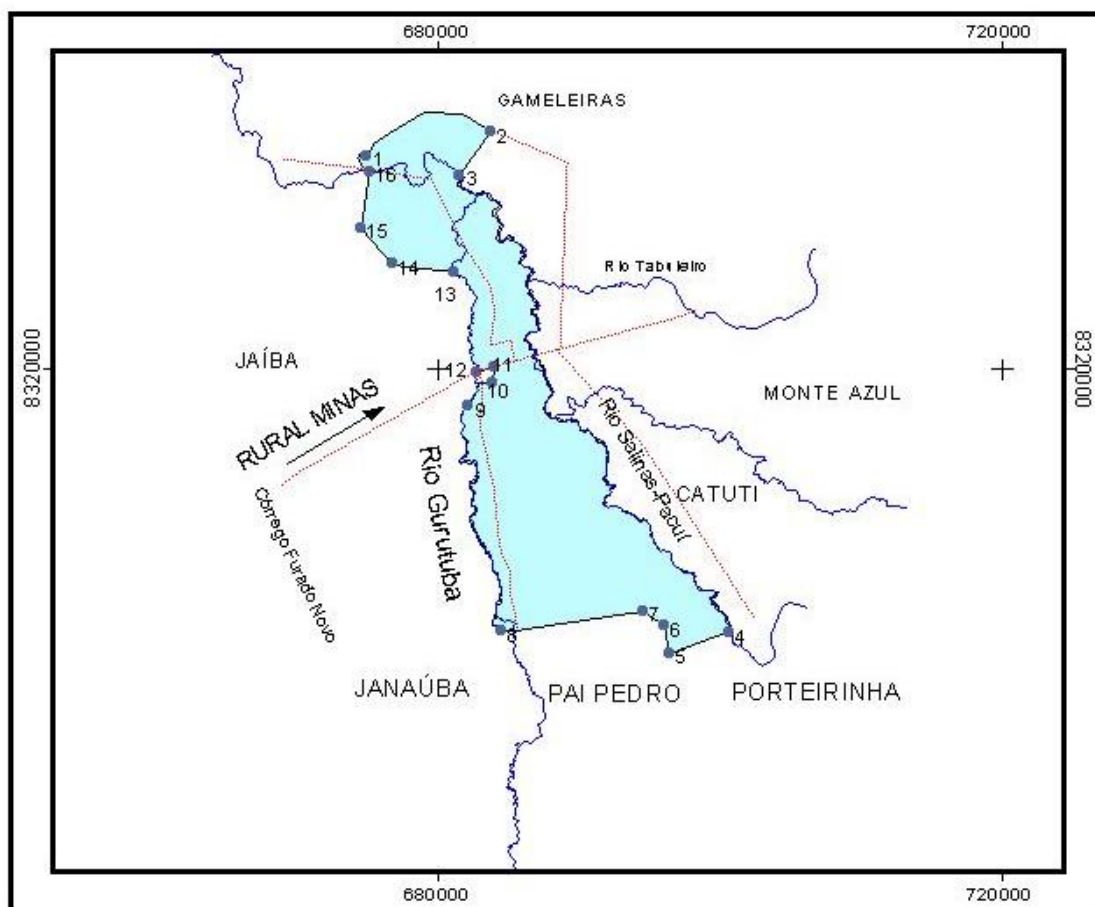 680000
720000
GAMELEIRAS
1
2
16
3
15
14
13
Rio Tabuleiro
8320000
8320000
JAÍBA
12
11
10
9
MONTE AZUL
RURAL MINAS
Rio Gurutuba
Rio Salinas-Pacuí
CATUTI
Córrego Furado Novo
7
6
8
4
5
JANAÚBA
PAI PEDRO
PORTEIRINHA
680000
720000